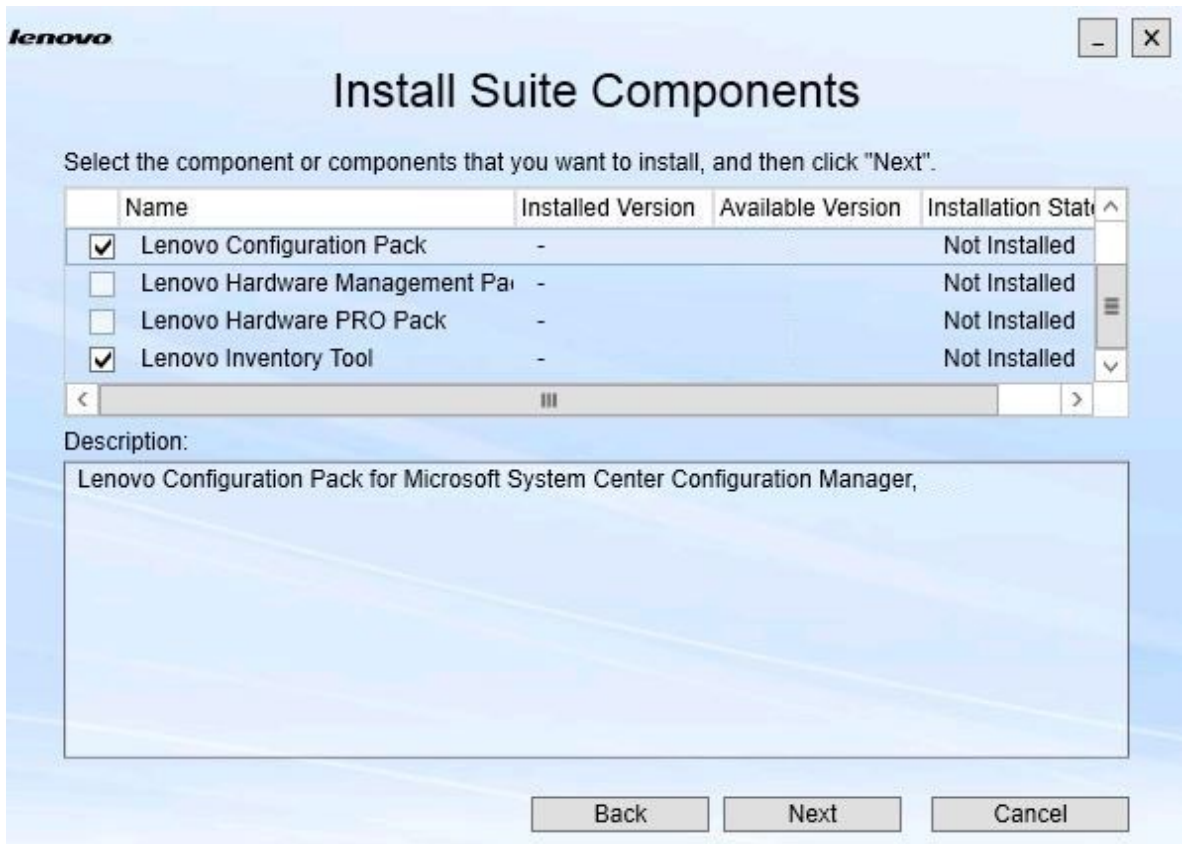 lenovo
Install Suite Components
Select the component or components that you want to install, and then click "Next".
Name Installed Version Available Version Installation State
Lenovo Configuration Pack - Not Installed
Lenovo Hardware Management Pa - Not Installed
Lenovo Hardware PRO Pack - Not Installed
Lenovo Inventory Tool - Not Installed
Description:
Lenovo Configuration Pack for Microsoft System Center Configuration Manager,
Back Next Cancel